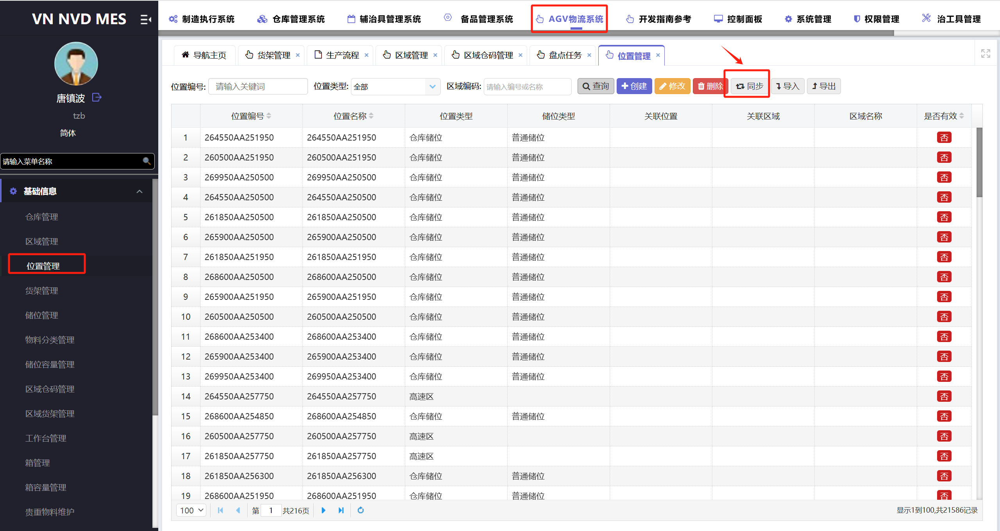 VN NVD MES
制造执行系统 仓库管理系统 辅治具管理系统 备品管理系统 AGV物流系统 开发指南参考 控制面板 系统管理 权限管理 治工具管理
唐镇波
tzb
简体
请输入菜单名称
基础信息
仓库管理
区域管理
位置管理
货架管理
储位管理
物料分类管理
储位容量管理
区域仓码管理
区域货架管理
工作台管理
箱管理
箱容量管理
贵重物料维护
导航主页 货架管理 × 生产流程 × 区域管理 × 区域仓码管理 × 盘点任务 × 位置管理 ×
位置编号: 请输入关键词 位置类型: 全部 区域编码: 请输入编号或名称 查询 创建 修改 删除 同步 导入 导出
位置编号 位置名称 位置类型 储位类型 关联位置 关联区域 区域名称 是否有效
1 264550AA251950 264550AA251950 仓库储位 普通储位 否
2 260500AA251950 260500AA251950 仓库储位 普通储位 否
3 269950AA250500 269950AA250500 仓库储位 普通储位 否
4 264550AA250500 264550AA250500 仓库储位 普通储位 否
5 261850AA250500 261850AA250500 仓库储位 普通储位 否
6 265900AA250500 265900AA250500 仓库储位 普通储位 否
7 261850AA251950 261850AA251950 仓库储位 普通储位 否
8 268600AA250500 268600AA250500 仓库储位 普通储位 否
9 265900AA251950 265900AA251950 仓库储位 普通储位 否
10 260500AA250500 260500AA250500 仓库储位 普通储位 否
11 268600AA253400 268600AA253400 仓库储位 普通储位 否
12 265900AA253400 265900AA253400 仓库储位 普通储位 否
13 269950AA253400 269950AA253400 仓库储位 普通储位 否
14 264550AA257750 264550AA257750 高速区 否
15 268600AA254850 268600AA254850 仓库储位 普通储位 否
16 260500AA257750 260500AA257750 高速区 否
17 261850AA257750 261850AA257750 高速区 否
18 261850AA256300 261850AA256300 仓库储位 普通储位 否
19 268600AA251950 268600AA251950 仓库储位 普通储位 否
100 第 1 共216页 显示1到100,共21586记录